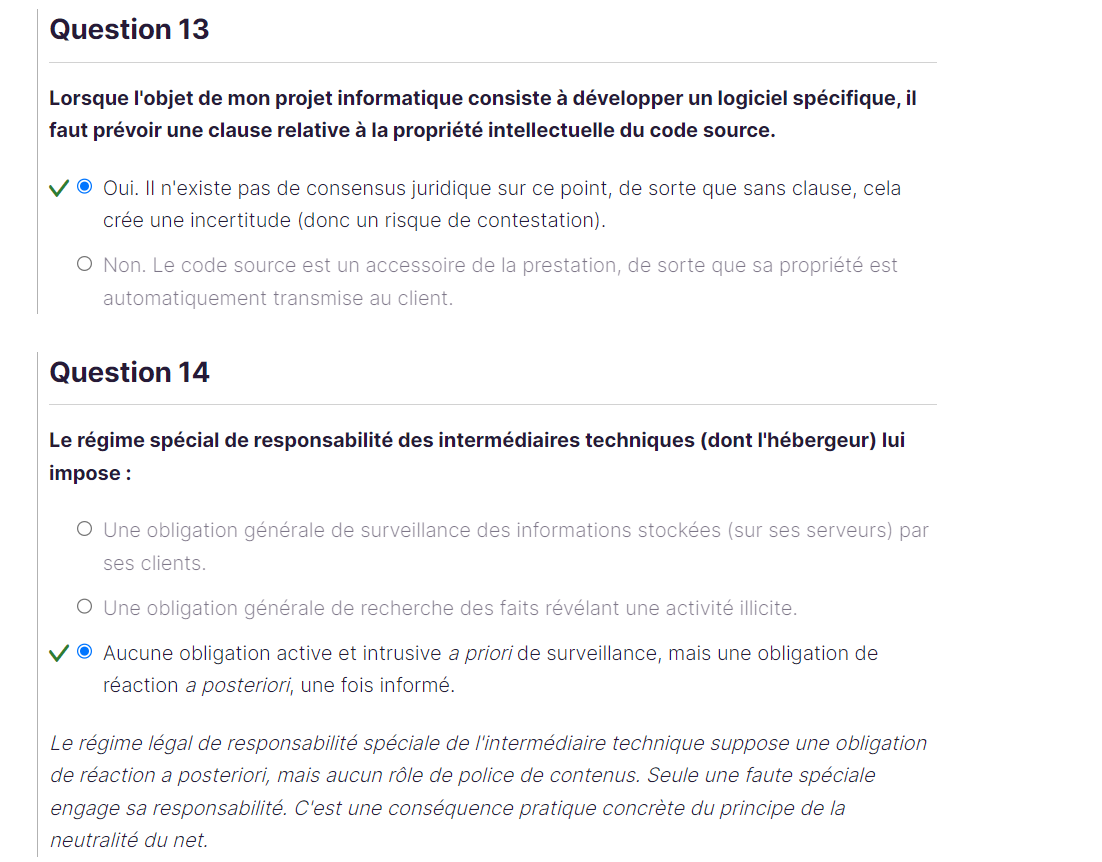 Question 13
Lorsque l'objet de mon projet informatique consiste à développer un logiciel spécifique, il
faut prévoir une clause relative à la propriété intellectuelle du code source.
Oui. Il n'existe pas de consensus juridique sur ce point, de sorte que sans clause, cela
crée une incertitude (donc un risque de contestation).
Non. Le code source est un accessoire de la prestation, de sorte que sa propriété est
automatiquement transmise au client.
Question 14
Le régime spécial de responsabilité des intermédiaires techniques (dont l'hébergeur) lui
impose :
Une obligation générale de surveillance des informations stockées (sur ses serveurs) par
ses clients.
Une obligation générale de recherche des faits révélant une activité illicite.
Aucune obligation active et intrusive a priori de surveillance, mais une obligation de
réaction a posteriori, une fois informé.
Le régime légal de responsabilité spéciale de l'intermédiaire technique suppose une obligation
de réaction a posteriori, mais aucun rôle de police de contenus. Seule une faute spéciale
engage sa responsabilité. C'est une conséquence pratique concrète du principe de la
neutralité du net.